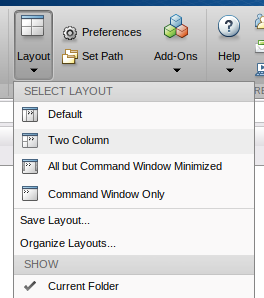 Preferences
Layout
Set Path
Add-Ons
Help
SELECT LAYOUT
Default
Two Column
All but Command Window Minimized
Command Window Only
Save Layout...
Organize Layouts...
SHOW
Current Folder